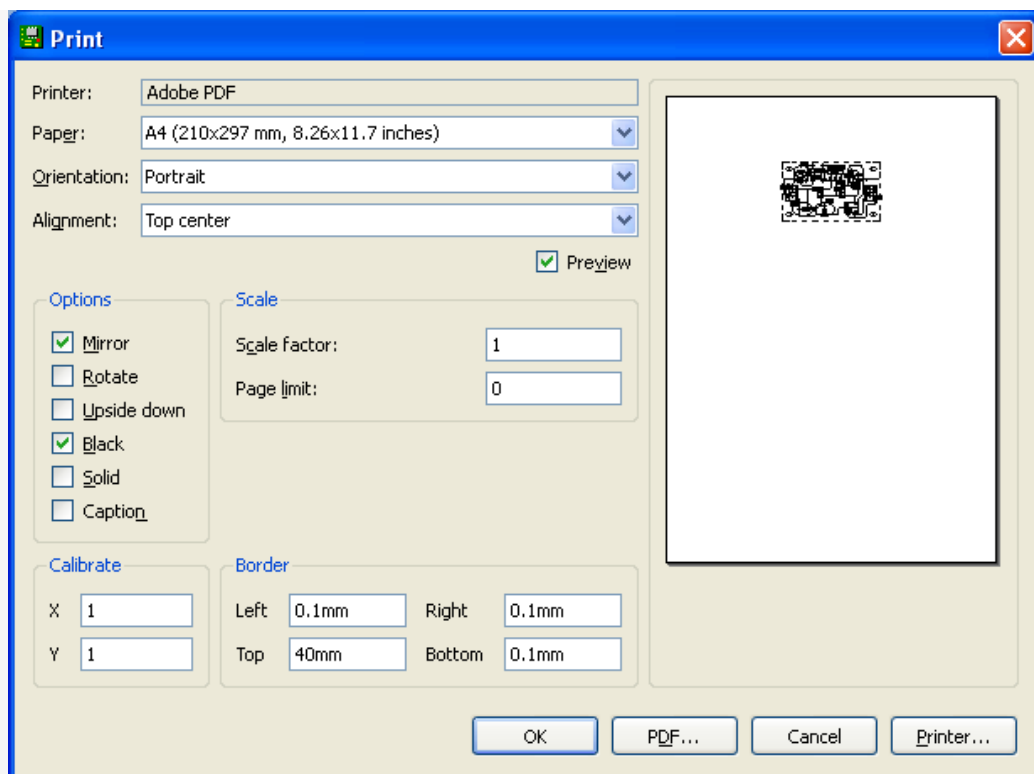 Print
Printer: Adobe PDF
Paper: A4 (210x297 mm, 8.26x11.7 inches)
Orientation: Portrait
Alignment: Top center
Preview
Options
Mirror
Rotate
Upside down
Black
Solid
Caption
Scale
Scale factor: 1
Page limit: 0
Calibrate
X 1
Y 1
Border
Left 0.1mm Right 0.1mm
Top 40mm Bottom 0.1mm
OK PDF... Cancel Printer...